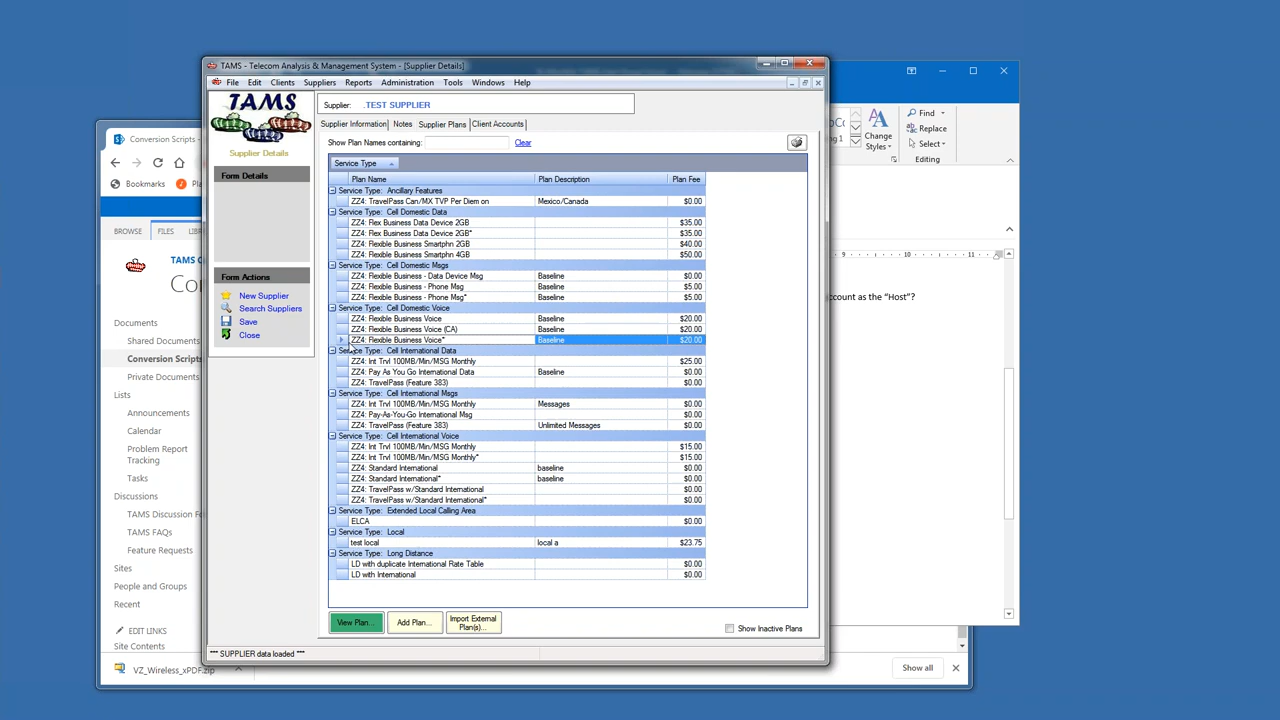 TAMS - Telecom Analysis & Management System - [Supplier Details]
File Edit Clients Suppliers Reports Administration Tools Windows Help
TAMS
Supplier Details
Form Details
Form Actions
New Supplier
Search Suppliers
Save
Close
Supplier: .TEST SUPPLIER
Supplier Information Notes Supplier Plans Client Accounts
Show Plan Names containing: Clear
Service Type
Plan Name Plan Description Plan Fee
Service Type: Ancillary Features
ZZ4: TravelPass Can/MX TVP Per Diem on Mexico/Canada $0.00
Service Type: Cell Domestic Data
ZZ4: Flex Business Data Device 2GB $35.00
ZZ4: Flex Business Data Device 2GB* $35.00
ZZ4: Flexible Business Smartphn 2GB $40.00
ZZ4: Flexible Business Smartphn 4GB $50.00
Service Type: Cell Domestic Msgs
ZZ4: Flexible Business - Data Device Msg Baseline $0.00
ZZ4: Flexible Business - Phone Msg Baseline $5.00
ZZ4: Flexible Business - Phone Msg* Baseline $5.00
Service Type: Cell Domestic Voice
ZZ4: Flexible Business Voice Baseline $20.00
ZZ4: Flexible Business Voice (CA) Baseline $20.00
ZZ4: Flexible Business Voice* Baseline $20.00
Service Type: Cell International Data
ZZ4: Int Trvl 100MB/Min/MSG Monthly $25.00
ZZ4: Pay As You Go International Data Baseline $0.00
ZZ4: TravelPass (Feature 383) $0.00
Service Type: Cell International Msgs
ZZ4: Int Trvl 100MB/Min/MSG Monthly Messages $0.00
ZZ4: Pay-As-You-Go International Msg $0.00
ZZ4: TravelPass (Feature 383) Unlimited Messages $0.00
Service Type: Cell International Voice
ZZ4: Int Trvl 100MB/Min/MSG Monthly $15.00
ZZ4: Int Trvl 100MB/Min/MSG Monthly* $15.00
ZZ4: Standard International baseline $0.00
ZZ4: Standard International* baseline $0.00
ZZ4: TravelPass w/Standard International $0.00
ZZ4: TravelPass w/Standard International* $0.00
Service Type: Extended Local Calling Area
ELCA $0.00
Service Type: Local
test local local a $23.75
Service Type: Long Distance
LD with duplicate International Rate Table $0.00
LD with International $0.00
View Plan... Add Plan... Import External
Plan(s)...
Show Inactive Plans
*** SUPPLIER data loaded ***
Conversion Scripts
Bookmarks Pla
BROWSE FILES LIBR
TAMS C
Co
Documents
Shared Documents
Conversion Scripts
Private Documents
Lists
Announcements
Calendar
Problem Report
Tracking
Tasks
Discussions
TAMS Discussion Fo
TAMS FAQs
Feature Requests
Sites
People and Groups
Recent
EDIT LINKS
Site Contents
VZ_Wireless_xPDF.zip
Show all
Change
Styles
Find
Replace
Select
Editing
9 10 11
ccount as the “Host”?